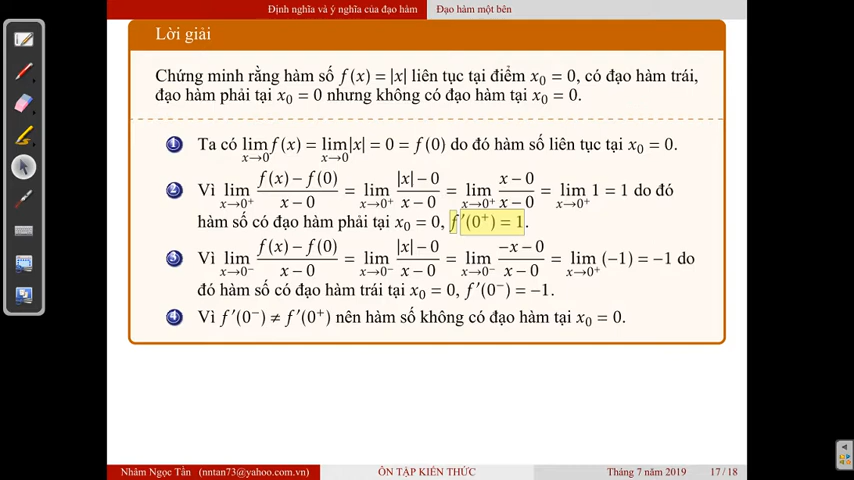 Định nghĩa và ý nghĩa của đạo hàm Đạo hàm một bên
Lời giải
Chứng minh rằng hàm số f(x) = |x| liên tục tại điểm x₀ = 0, có đạo hàm trái,
đạo hàm phải tại x₀ = 0 nhưng không có đạo hàm tại x₀ = 0.
1 Ta có lim_{x→0} f(x) = lim_{x→0} |x| = 0 = f(0) do đó hàm số liên tục tại x₀ = 0.
2 Vì lim_{x→0⁺} (f(x) − f(0))/(x − 0) = lim_{x→0⁺} (|x| − 0)/(x − 0) = lim_{x→0⁺} (x − 0)/(x − 0) = lim_{x→0⁺} 1 = 1 do đó
hàm số có đạo hàm phải tại x₀ = 0, f′(0⁺) = 1.
3 Vì lim_{x→0⁻} (f(x) − f(0))/(x − 0) = lim_{x→0⁻} (|x| − 0)/(x − 0) = lim_{x→0⁻} (−x − 0)/(x − 0) = lim_{x→0⁺} (−1) = −1 do
đó hàm số có đạo hàm trái tại x₀ = 0, f′(0⁻) = −1.
4 Vì f′(0⁻) ≠ f′(0⁺) nên hàm số không có đạo hàm tại x₀ = 0.
Nhâm Ngọc Tần (nntan73@yahoo.com.vn) ÔN TẬP KIẾN THỨC Tháng 7 năm 2019 17 / 18